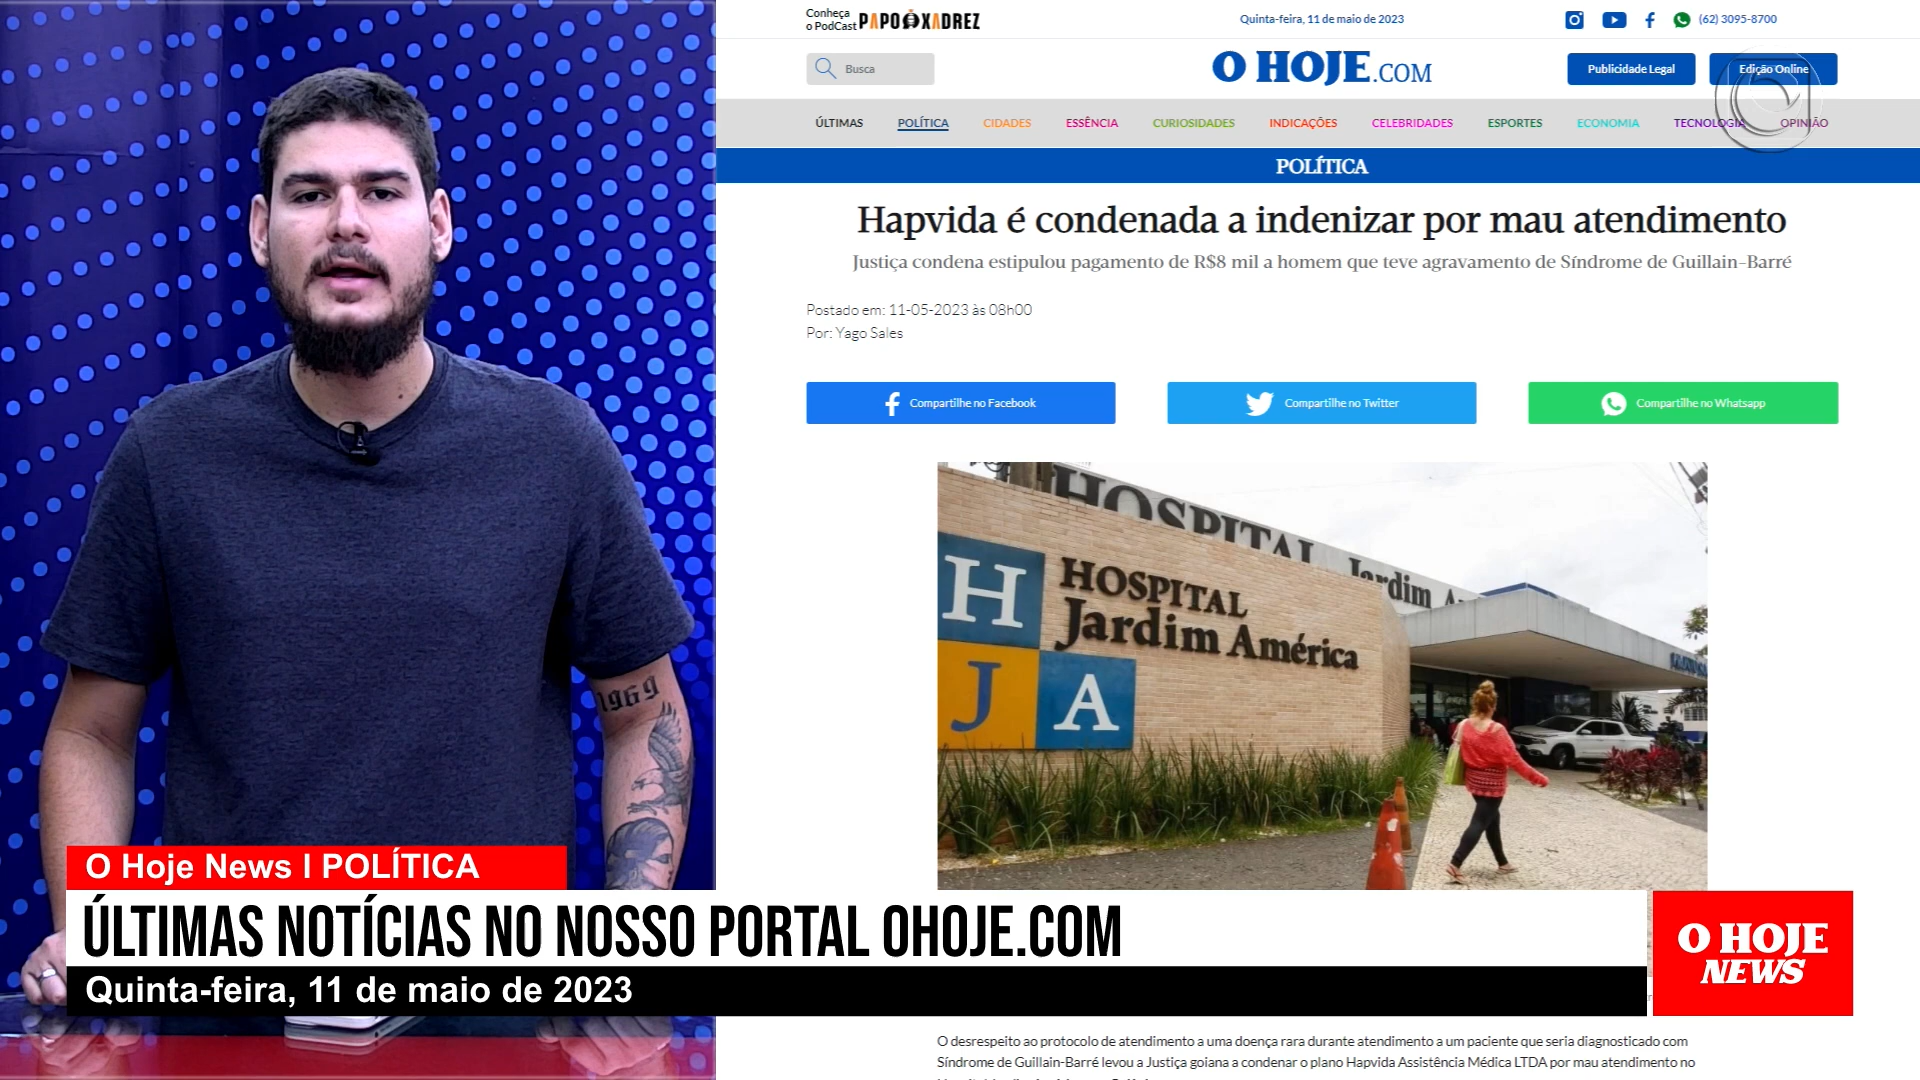 Conheça
o PodCast PAPO XADREZ
Quinta-feira, 11 de maio de 2023
(62) 3095-8700
Busca
O HOJE.COM
Publicidade Legal
Edição Online
ÚLTIMAS POLÍTICA CIDADES ESSÊNCIA CURIOSIDADES INDICAÇÕES CELEBRIDADES ESPORTES ECONOMIA TECNOLOGIA OPINIÃO
POLÍTICA
Hapvida é condenada a indenizar por mau atendimento
Justiça condena estipulou pagamento de R$8 mil a homem que teve agravamento de Síndrome de Guillain-Barré
Postado em: 11-05-2023 às 08h00
Por: Yago Sales
Compartilhe no Facebook
Compartilhe no Twitter
Compartilhe no Whatsapp
HOSPITAL Jardim
H
HOSPITAL
Jardim América
J A
1969
O Hoje News I POLÍTICA
ÚLTIMAS NOTÍCIAS NO NOSSO PORTAL OHOJE.COM
Quinta-feira, 11 de maio de 2023
O HOJE
NEWS
O desrespeito ao protocolo de atendimento a uma doença rara durante atendimento a um paciente que seria diagnosticado com
Síndrome de Guillain-Barré levou a Justiça goiana a condenar o plano Hapvida Assistência Médica LTDA por mau atendimento no